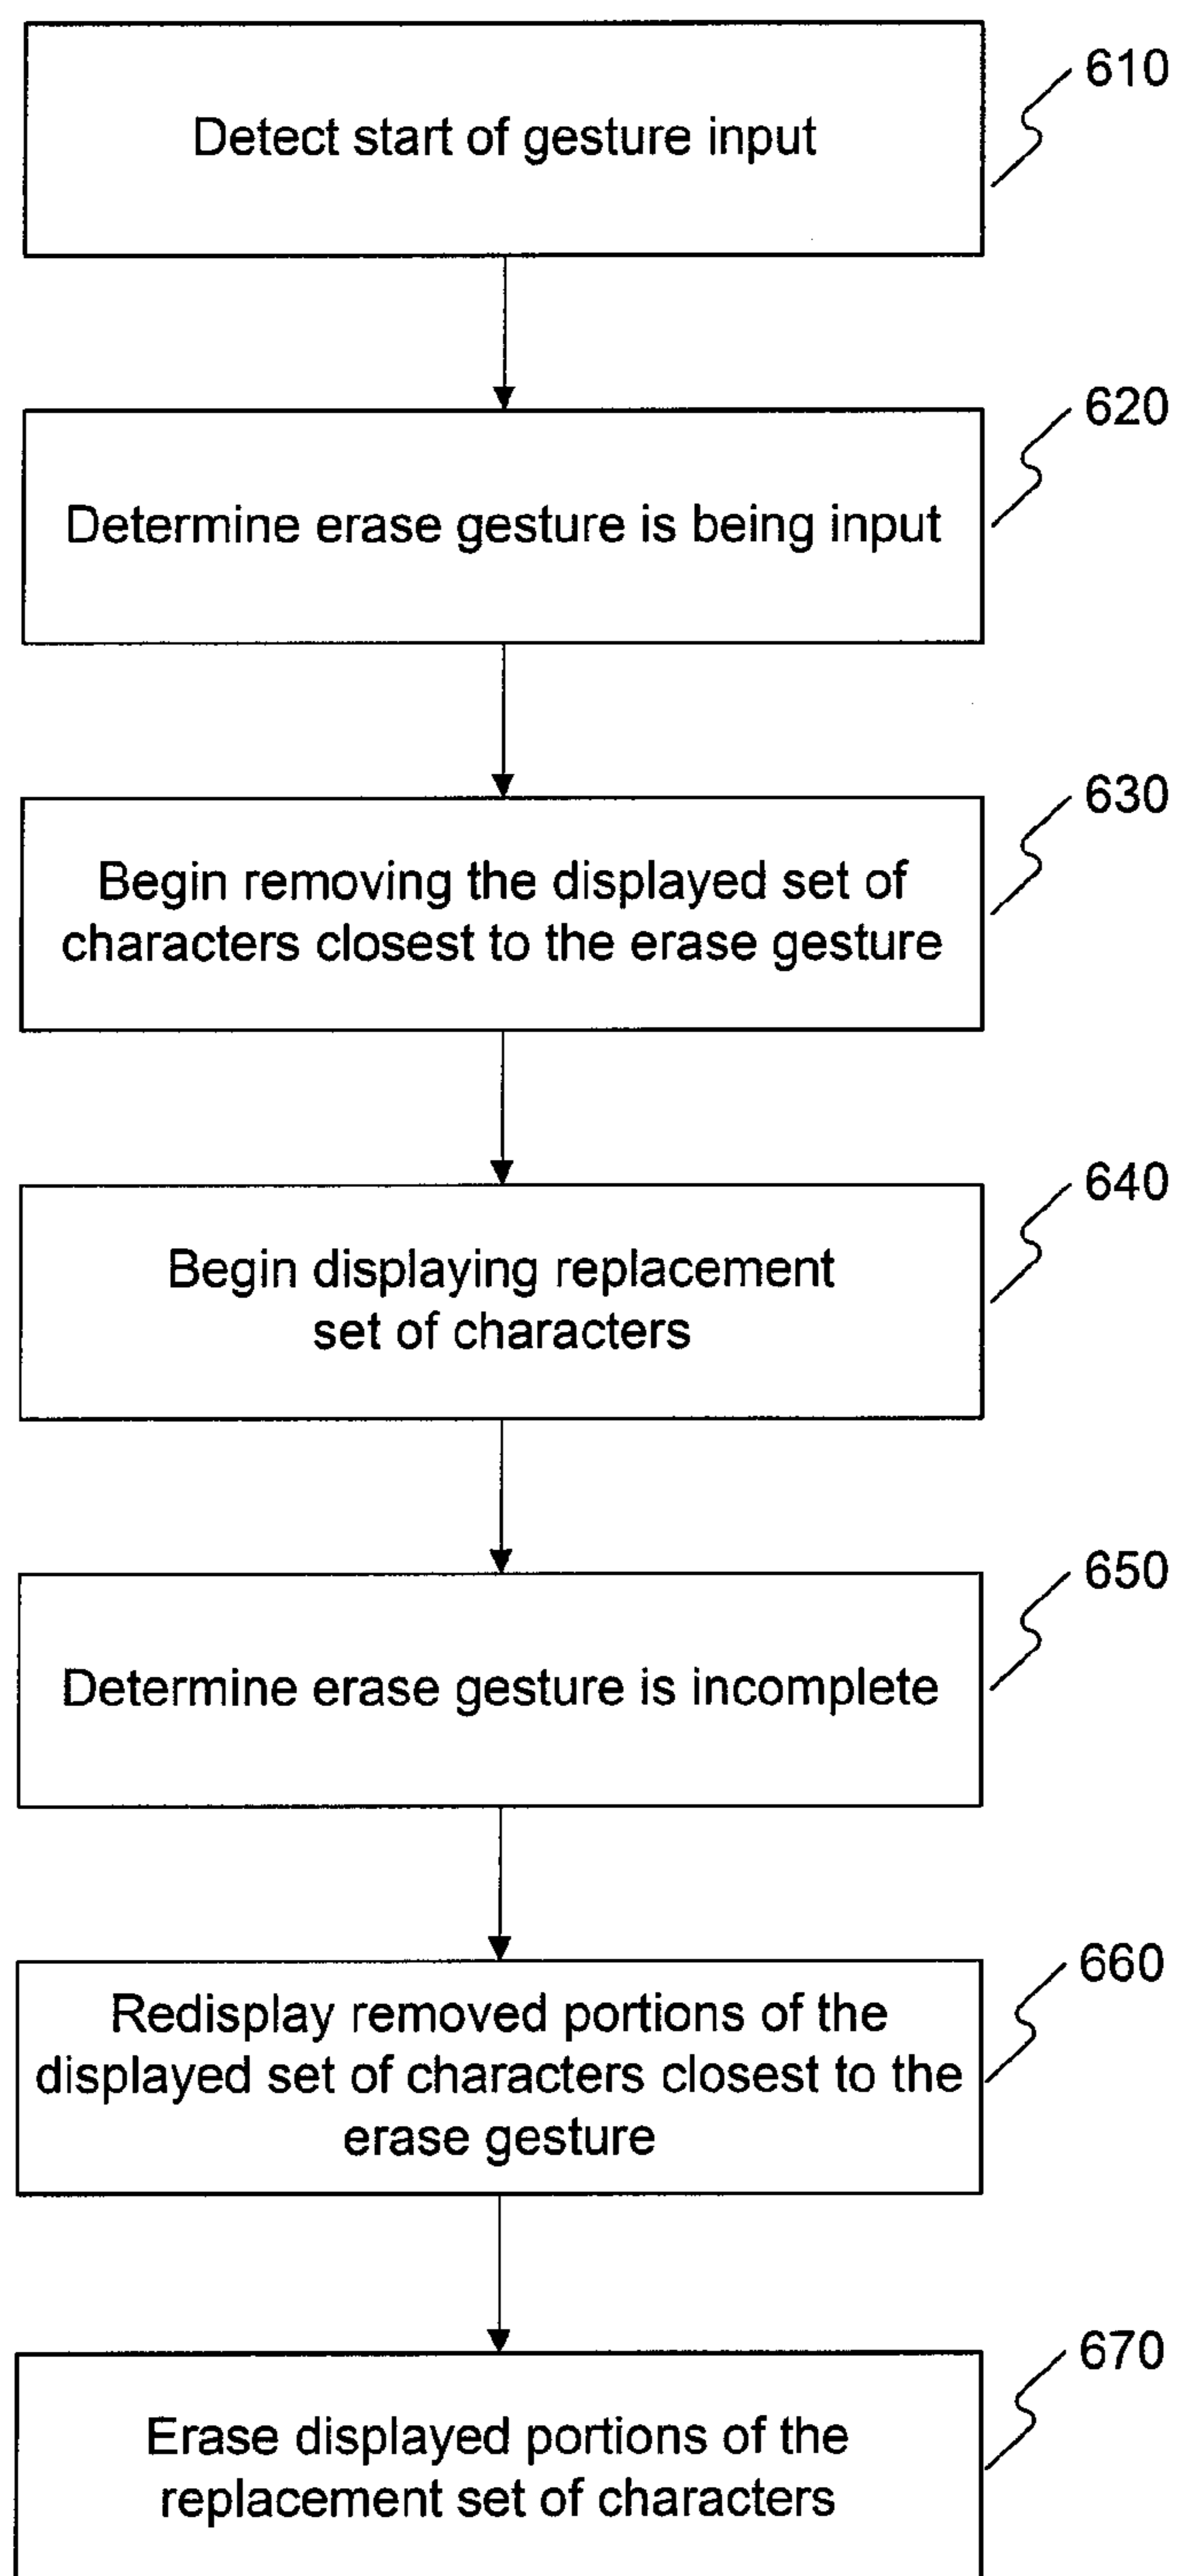 Detect start of gesture input
610
Determine erase gesture is being input
620
Begin removing the displayed set of
characters closest to the erase gesture
630
Begin displaying replacement
set of characters
640
Determine erase gesture is incomplete
650
Redisplay removed portions of the
displayed set of characters closest to the
erase gesture
660
Erase displayed portions of the
replacement set of characters
670